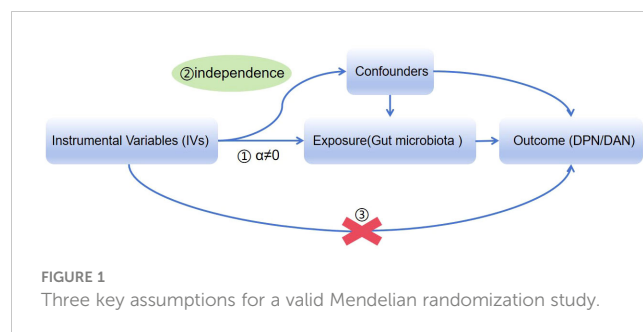 ②independence
Confounders
Instrumental Variables (IVs)
Exposure(Gut microbiota )
Outcome (DPN/DAN)
① α≠0
③
FIGURE 1
Three key assumptions for a valid Mendelian randomization study.